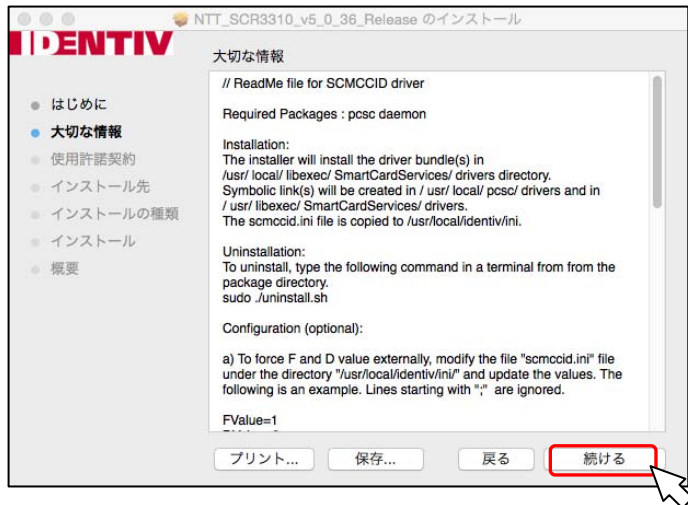 NTT_SCR3310_v5_0_36_Release のインストール
IDENTIV
大切な情報
はじめに
大切な情報
使用許諾契約
インストール先
インストールの種類
インストール
概要
// ReadMe file for SCMCCID driver
Required Packages : pcsc daemon
Installation:
The installer will install the driver bundle(s) in
/usr/ local/ libexec/ SmartCardServices/ drivers directory.
Symbolic link(s) will be created in / usr/ local/ pcsc/ drivers and in
/ usr/ libexec/ SmartCardServices/ drivers.
The scmccid.ini file is copied to /usr/local/identiv/ini.
Uninstallation:
To uninstall, type the following command in a terminal from from the
package directory.
sudo ./uninstall.sh
Configuration (optional):
a) To force F and D value externally, modify the file "scmccid.ini" file
under the directory "/usr/local/identiv/ini/" and update the values. The
following is an example. Lines starting with ";" are ignored.
FValue=1
プリント... 保存... 戻る 続ける